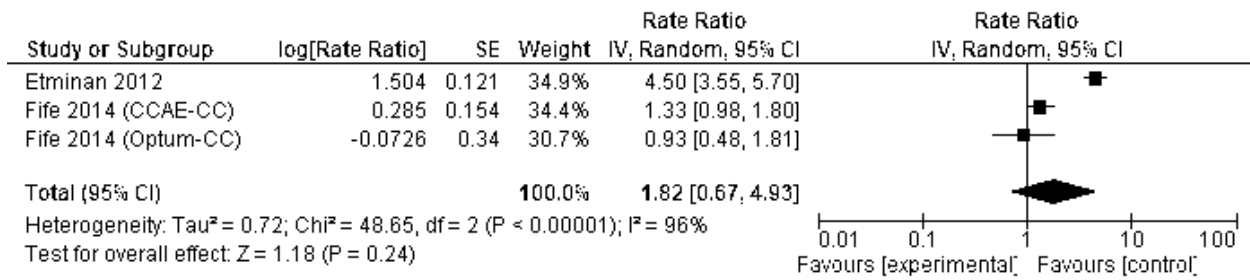 Rate Ratio Rate Ratio
Study or Subgroup log[Rate Ratio] SE Weight IV, Random, 95% CI IV, Random, 95% CI
Etminan 2012 1.504 0.121 34.9% 4.50 [3.55, 5.70]
Fife 2014 (CCAE-CC) 0.285 0.154 34.4% 1.33 [0.98, 1.80]
Fife 2014 (Optum-CC) -0.0726 0.34 30.7% 0.93 [0.48, 1.81]
Total (95% CI) 100.0% 1.82 [0.67, 4.93]
Heterogeneity: Tau² = 0.72; Chi² = 48.65, df = 2 (P < 0.00001); I² = 96%
Test for overall effect: Z = 1.18 (P = 0.24)
0.01 0.1 1 10 100
Favours [experimental] Favours [control]